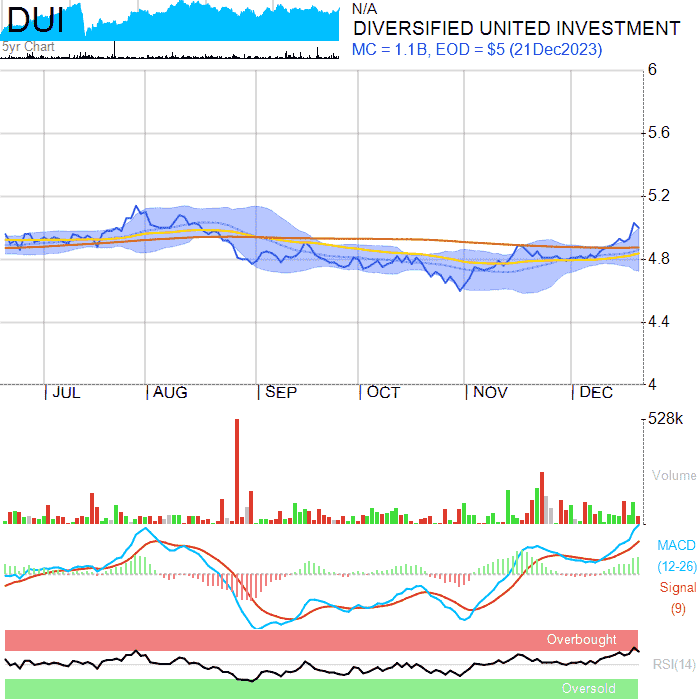 DUI
5yr Chart
N/A
DIVERSIFIED UNITED INVESTMENT
MC = 1.1B, EOD = $5 (21Dec2023)
6
5.6
5.2
4.8
4.4
4
JUL AUG SEP OCT NOV DEC
528k
Volume
MACD
(12-26)
Signal
(9)
Overbought
RSI(14)
Oversold